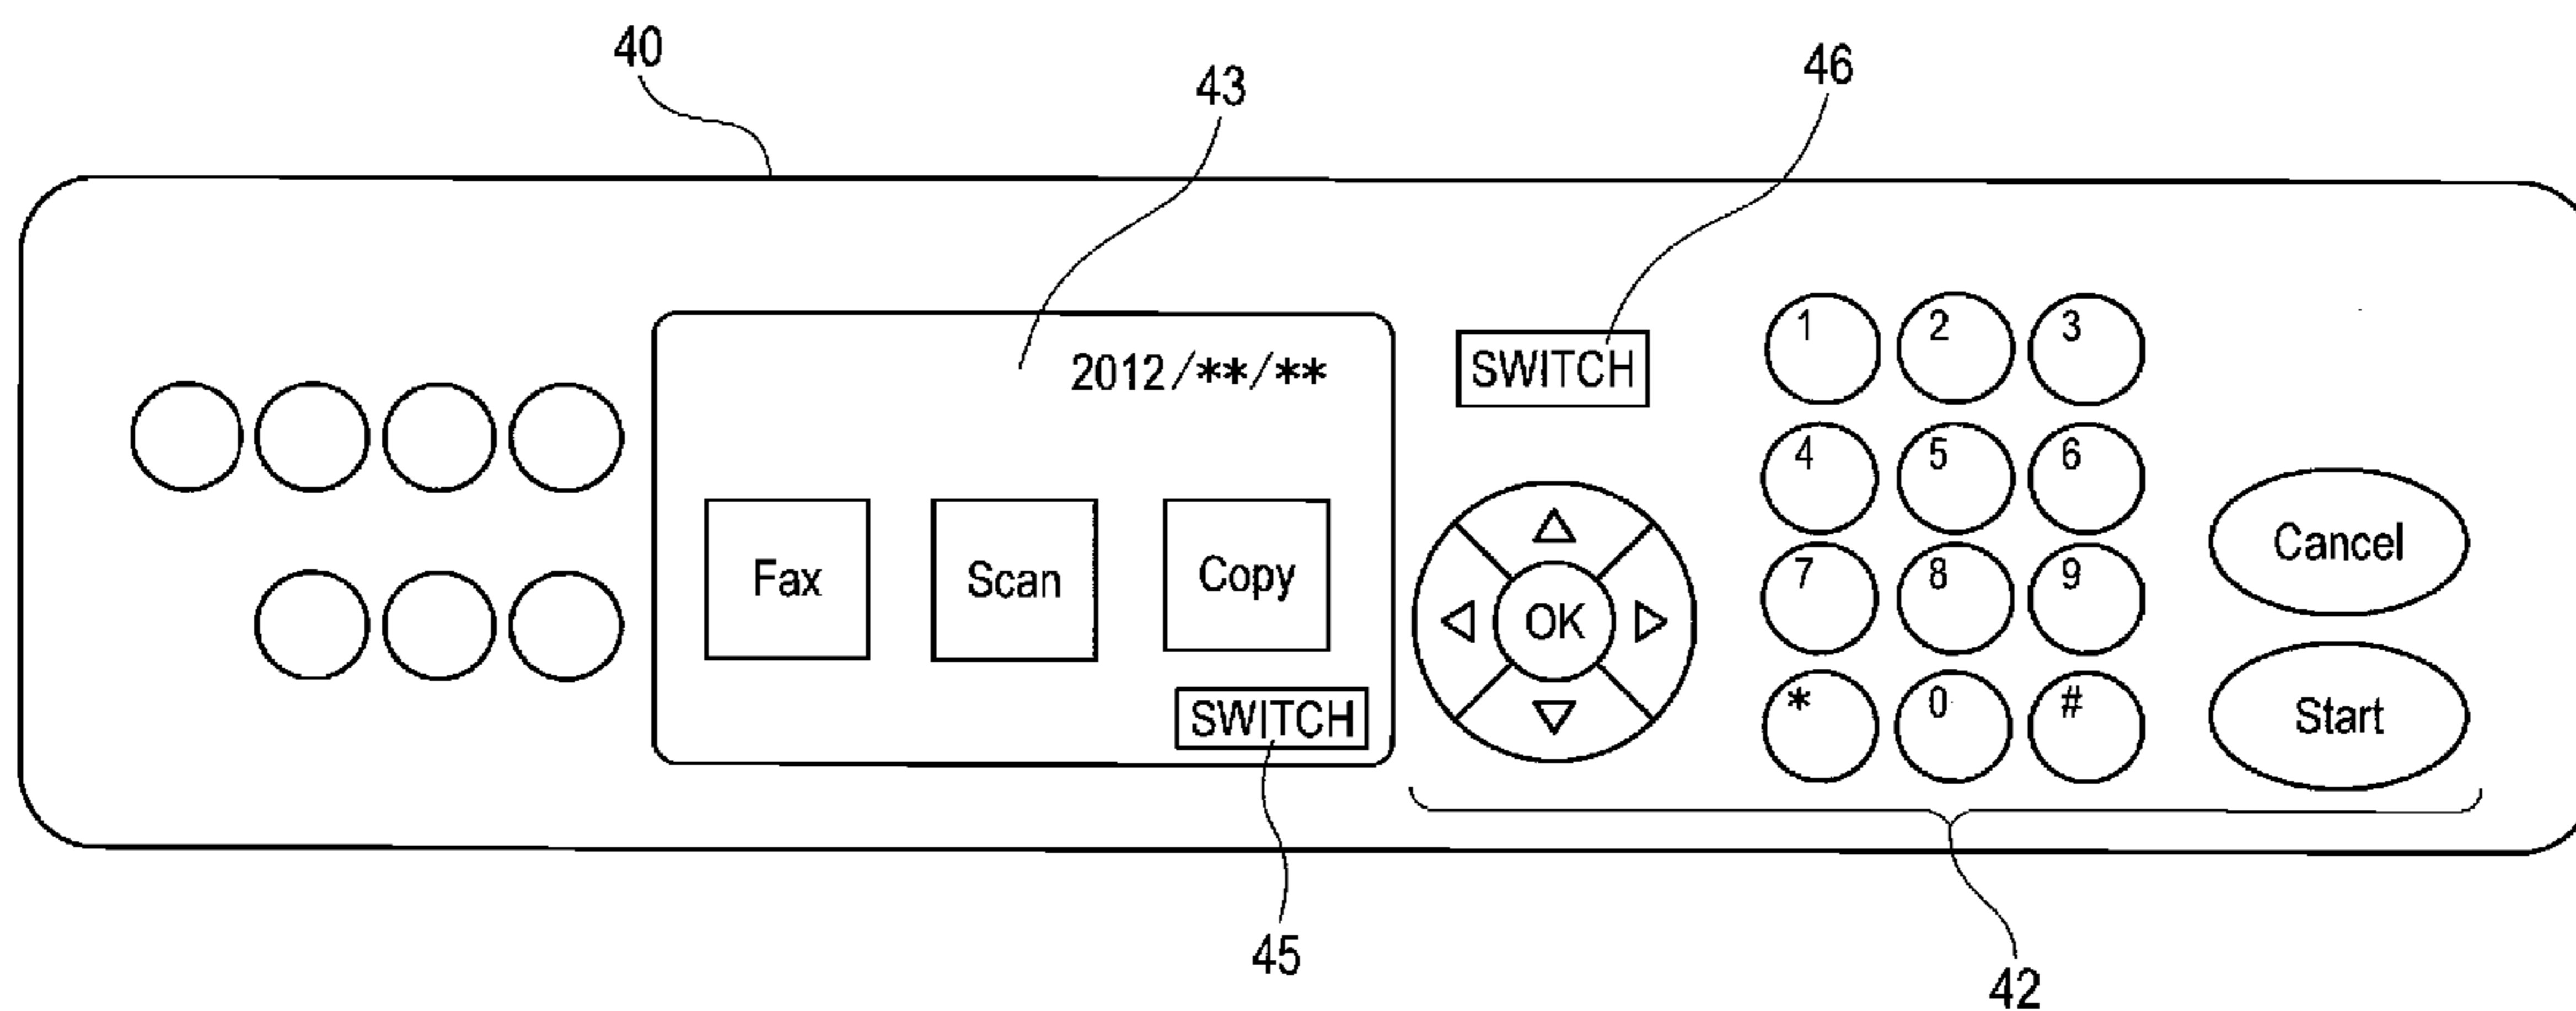 40
43
46
2012/**/**
SWITCH
1 2 3
4 5 6
Fax Scan Copy
OK
7 8 9
Cancel
SWITCH
* 0 #
Start
45
42